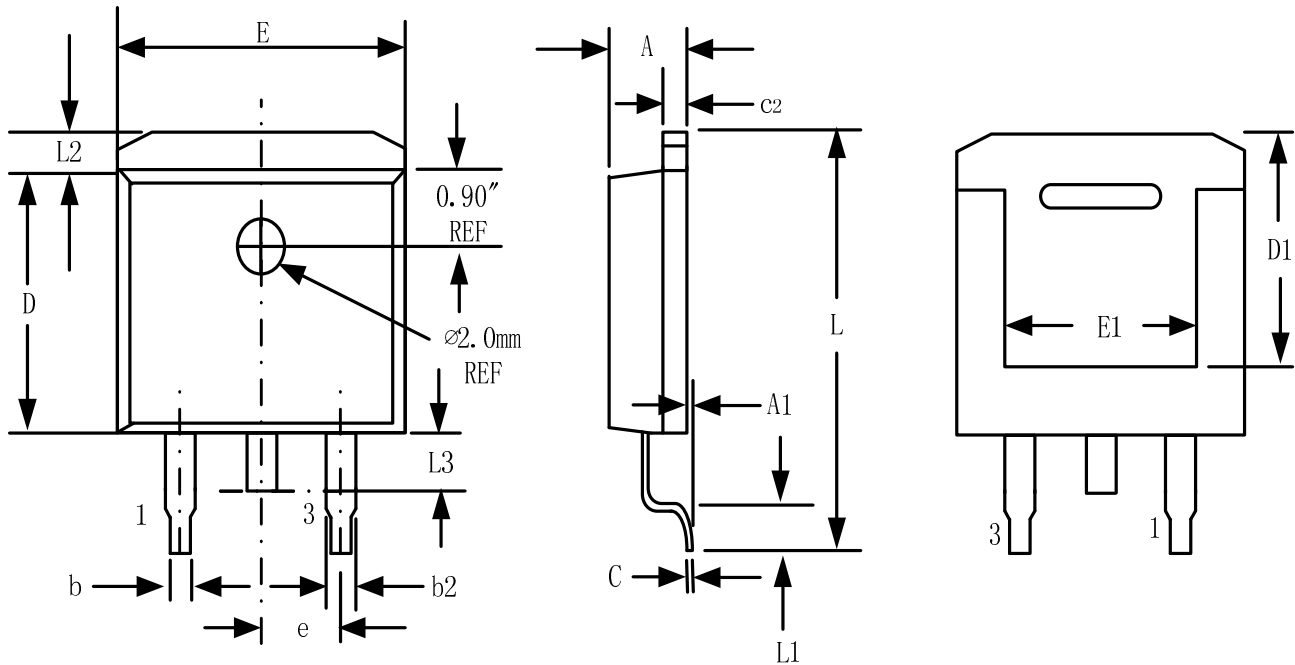 E
L2
D
0.90"
REF
⌀2.0mm
REF
L3
1
3
b
b2
e
A
c2
L
A1
C
L1
D1
E1
3
1